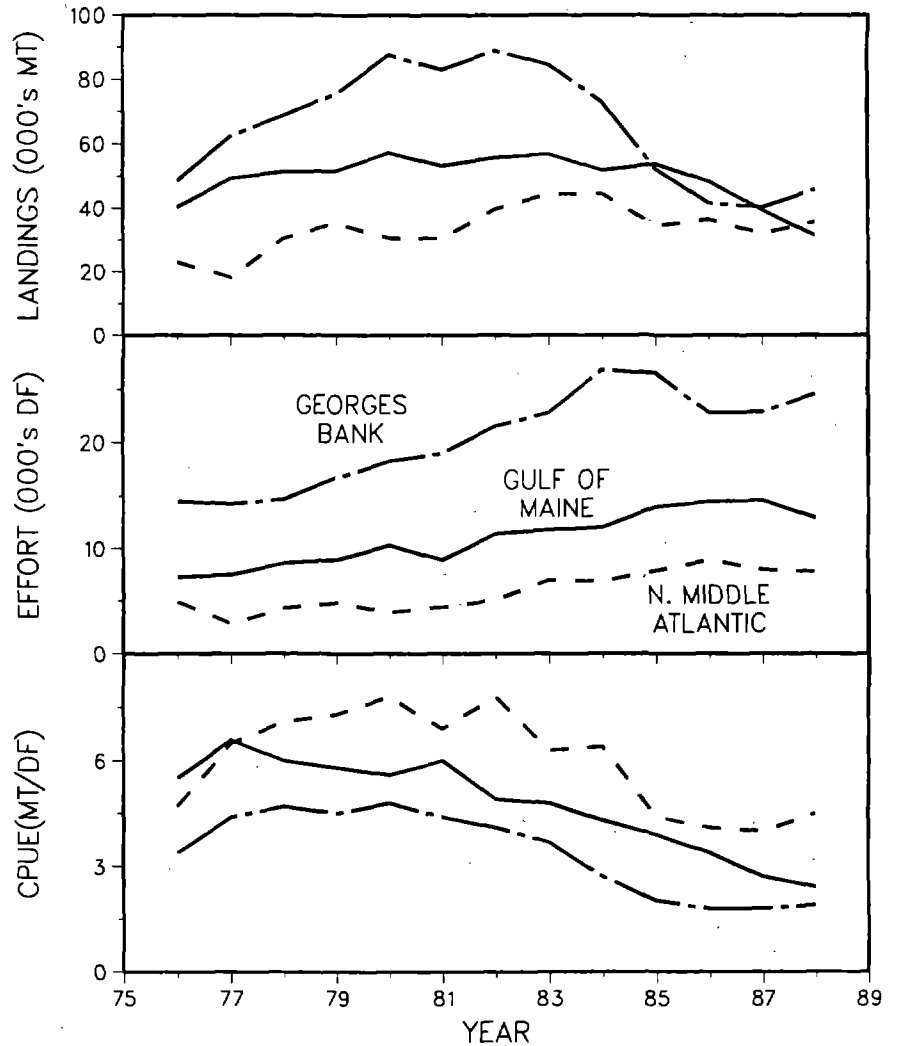 LANDINGS (000's MT)
100
80
60
40
20
0
EFFORT (000's DF)
20
10
0
GEORGES
BANK
GULF OF
MAINE
N. MIDDLE
ATLANTIC
CPUE(MT/DF)
6
3
0
75 77 79 81 83 85 87 89
YEAR